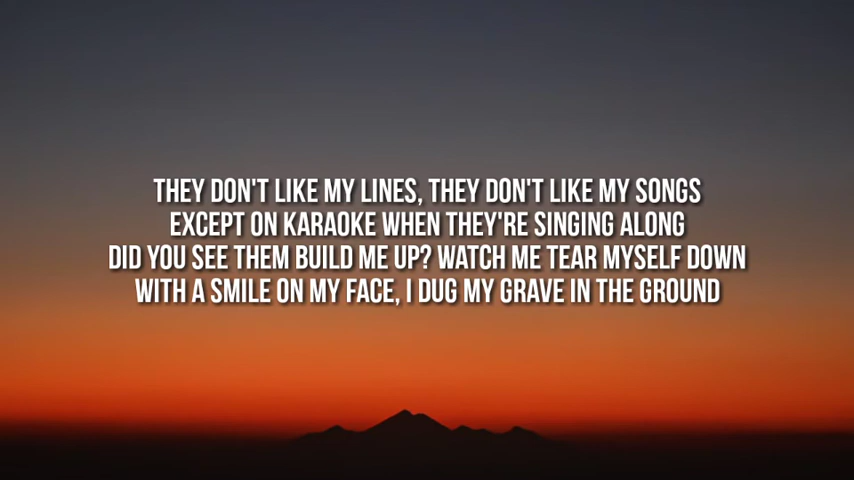 THEY DON'T LIKE MY LINES, THEY DON'T LIKE MY SONGS
EXCEPT ON KARAOKE WHEN THEY'RE SINGING ALONG
DID YOU SEE THEM BUILD ME UP? WATCH ME TEAR MYSELF DOWN
WITH A SMILE ON MY FACE, I DUG MY GRAVE IN THE GROUND